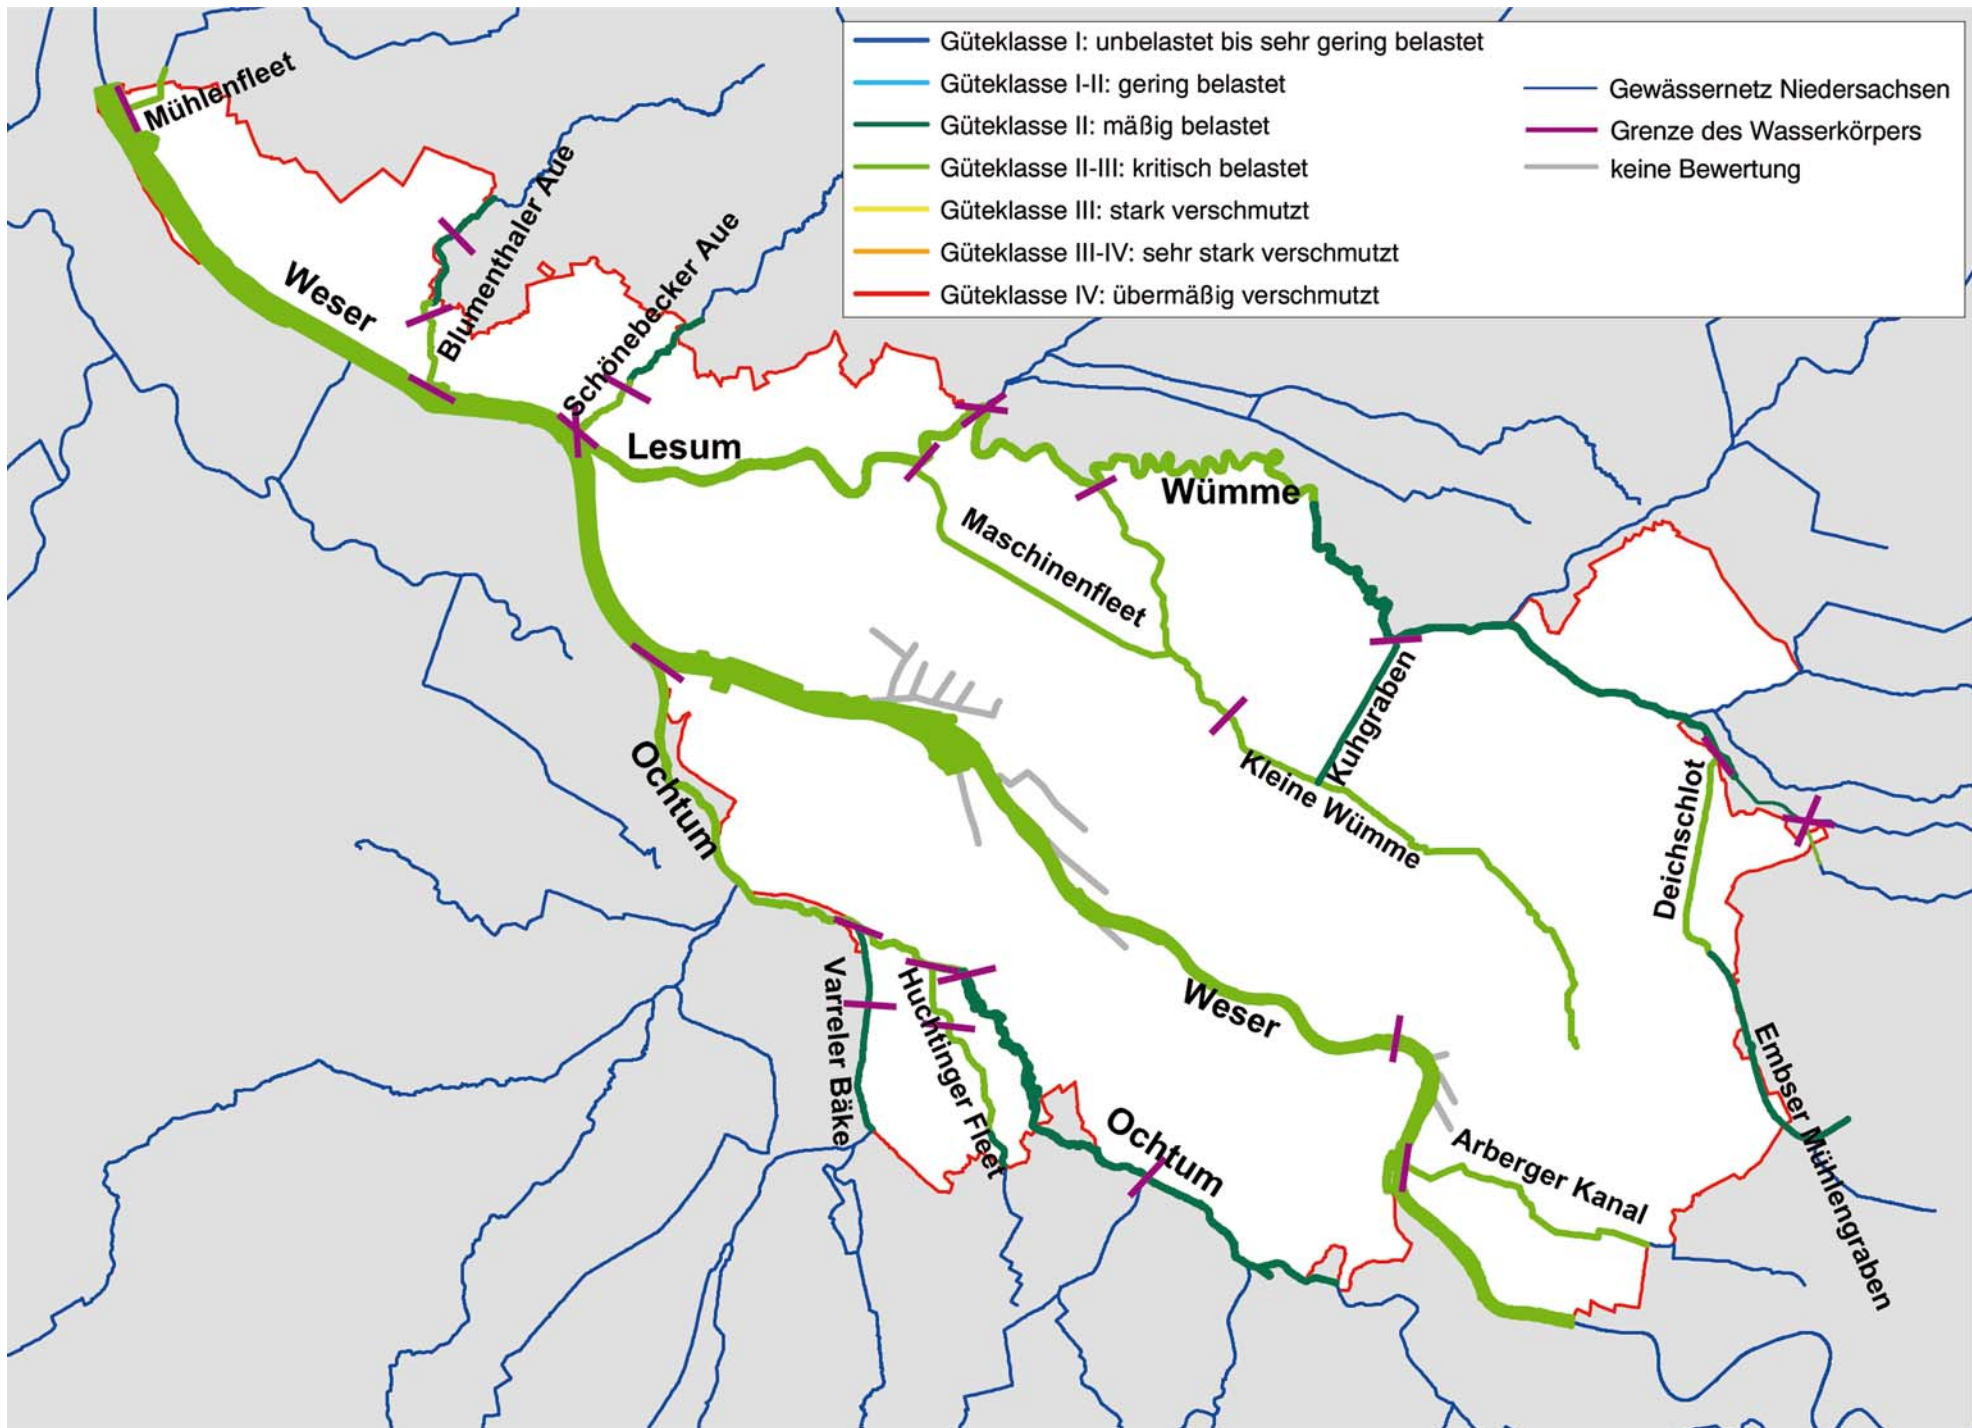 Güteklasse I: unbelastet bis sehr gering belastet
Güteklasse I-II: gering belastet
Güteklasse II: mäßig belastet
Güteklasse II-III: kritisch belastet
Güteklasse III: stark verschmutzt
Güteklasse III-IV: sehr stark verschmutzt
Güteklasse IV: übermäßig verschmutzt
Gewässernetz Niedersachsen
Grenze des Wasserkörpers
keine Bewertung
Mühlenfleet
Blumenthaler Aue
Schönebecker Aue
Weser
Lesum
Wümme
Maschinenfleet
Kuhgraben
Kleine Wümme
Ochtum
Deichschlot
Varreler Bäke
Huchtinger Fleet
Weser
Embser Mühlengraben
Ochtum
Arberger Kanal